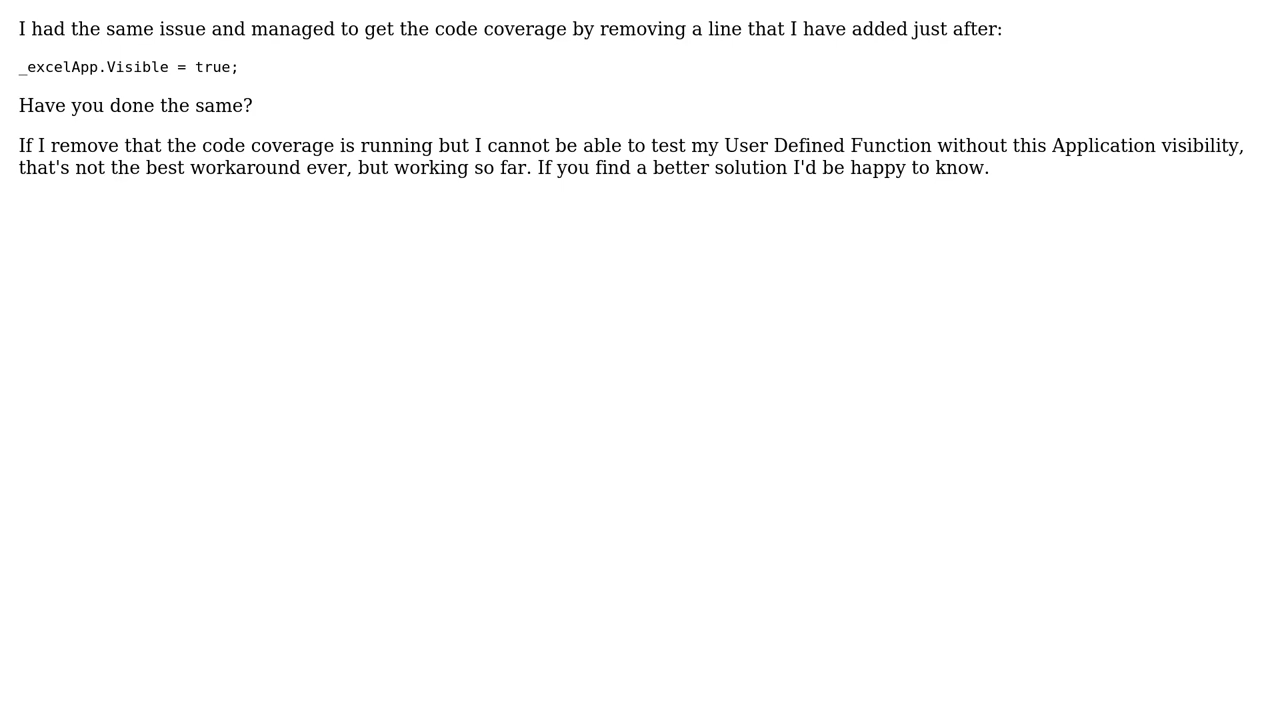 I had the same issue and managed to get the code coverage by removing a line that I have added just after:
_excelApp.Visible = true;
Have you done the same?
If I remove that the code coverage is running but I cannot be able to test my User Defined Function without this Application visibility,
that's not the best workaround ever, but working so far. If you find a better solution I'd be happy to know.